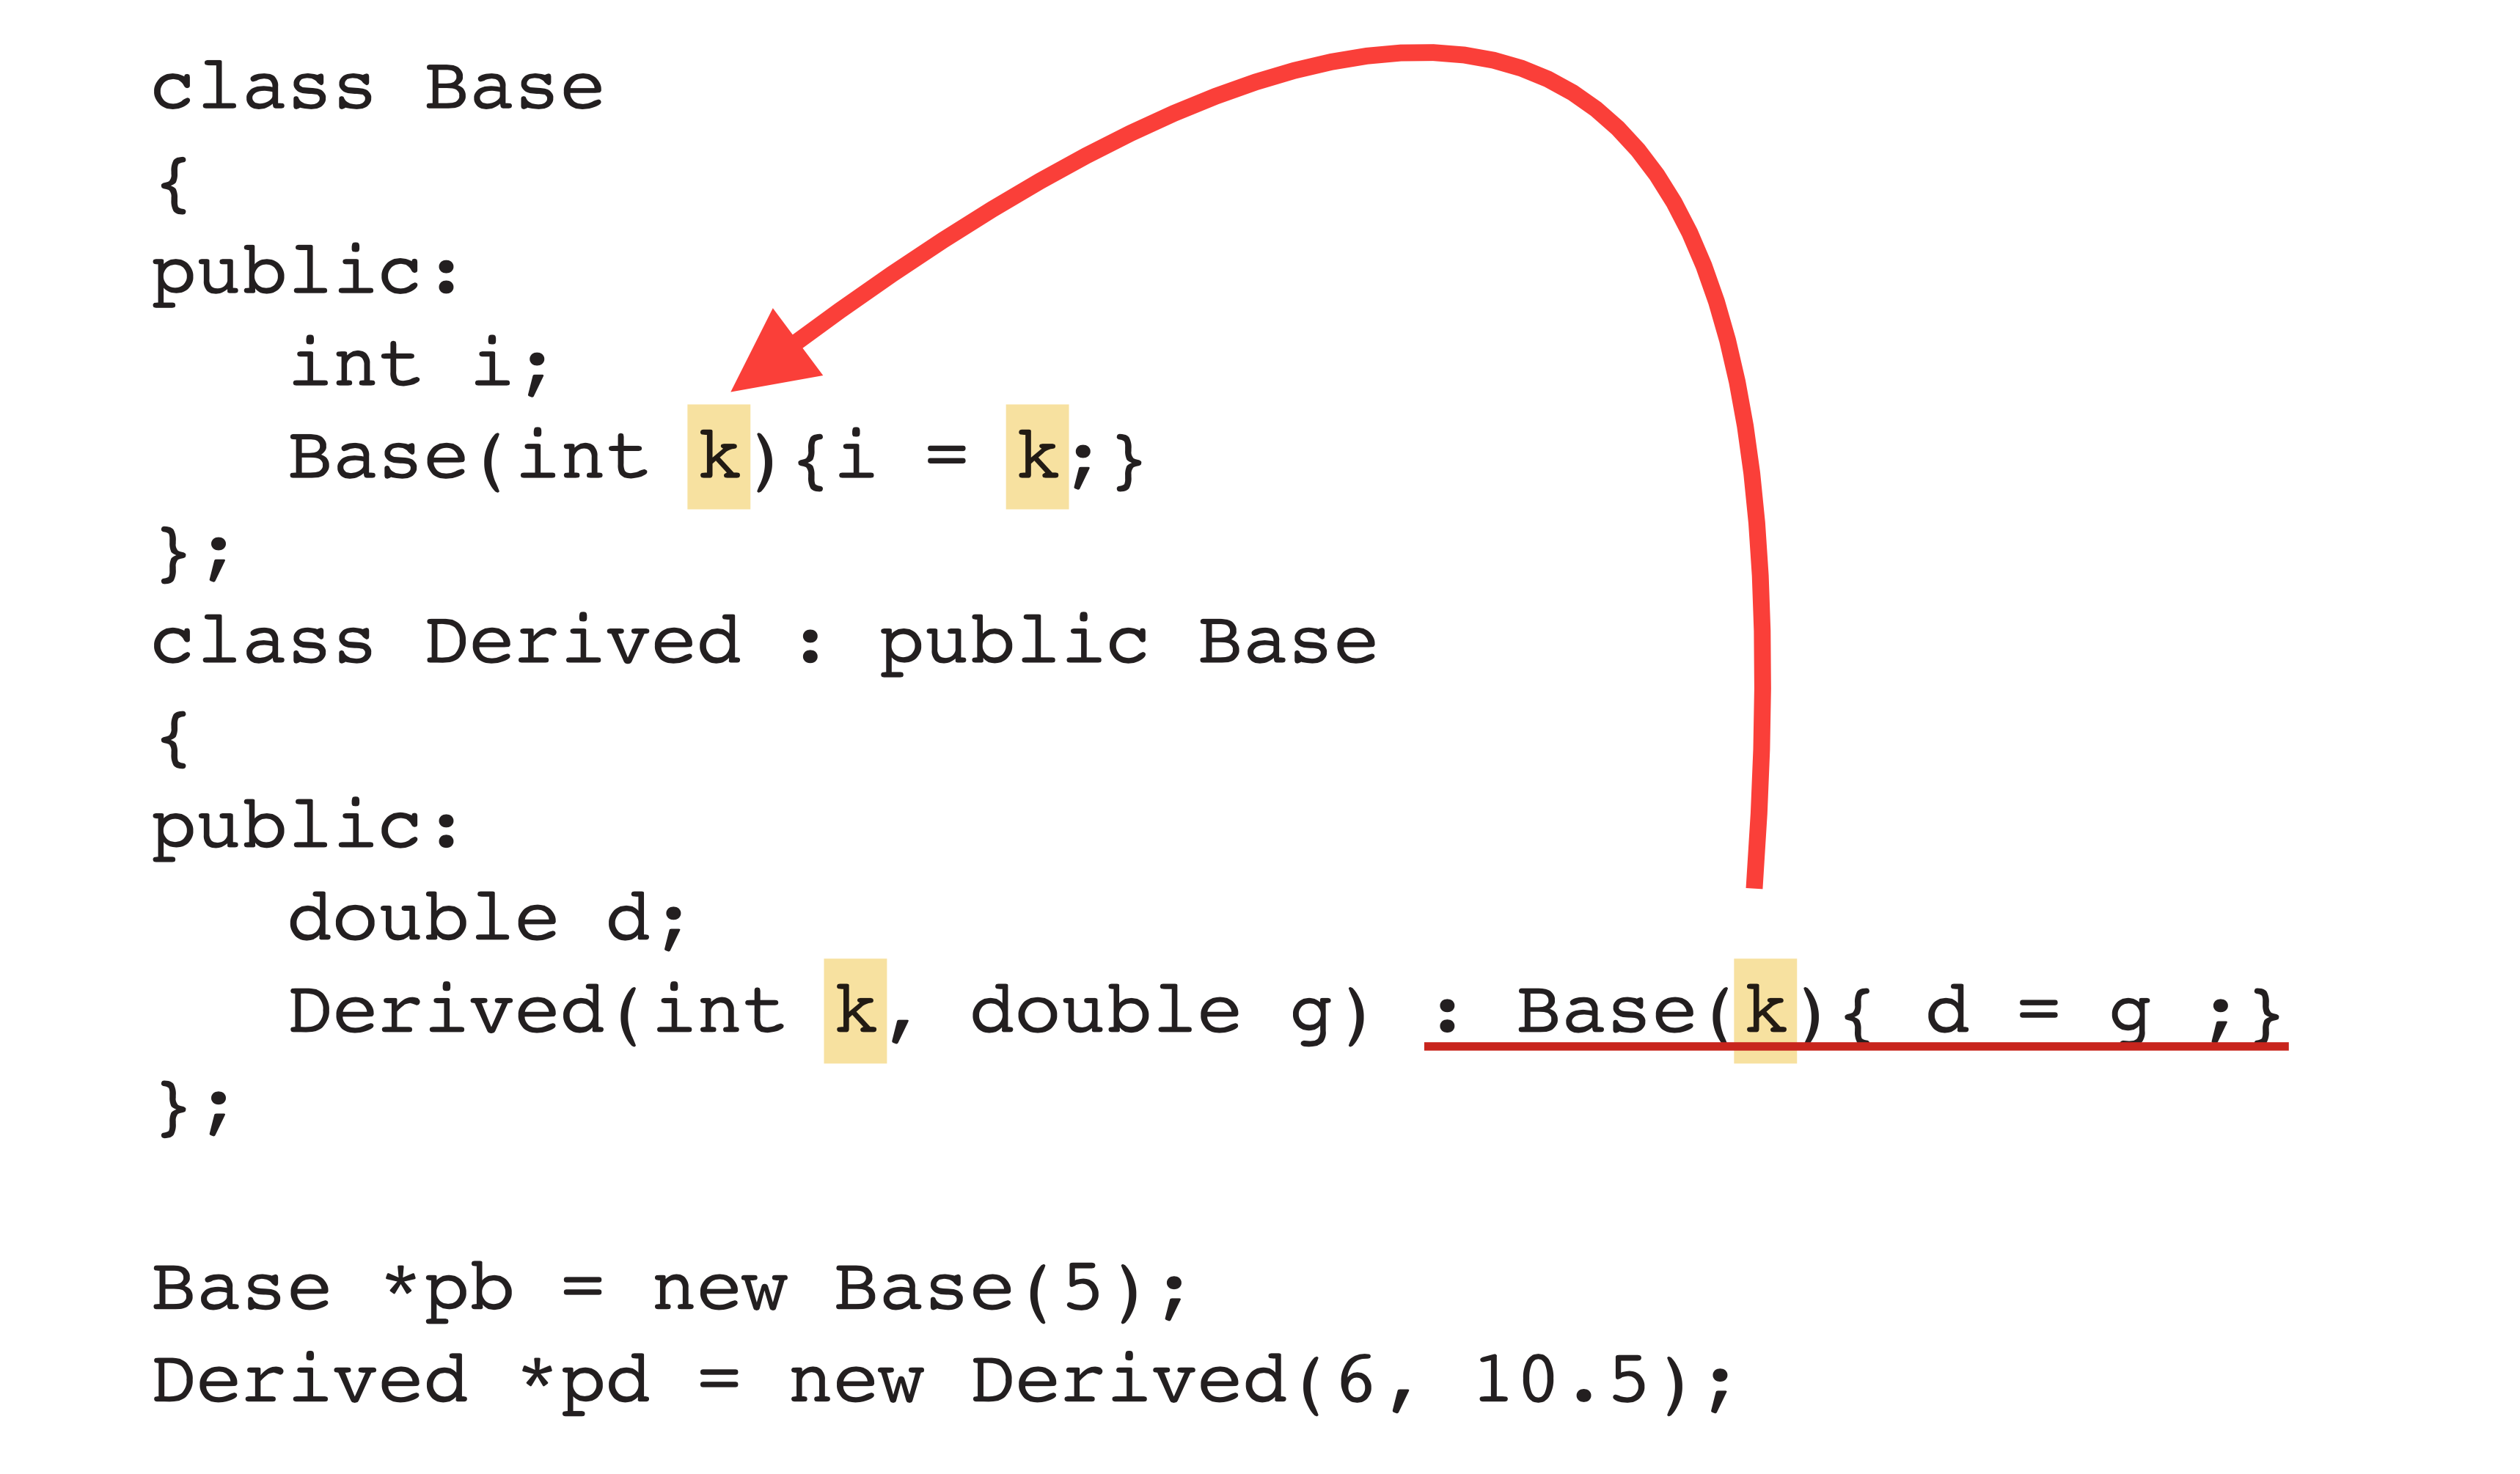 class Base
{
public:
   int i;
   Base(int k){i = k;}
};
class Derived : public Base
{
public:
   double d;
   Derived(int k, double g) : Base(k){ d = g ;}
};

Base *pb = new Base(5);
Derived *pd = new Derived(6, 10.5);